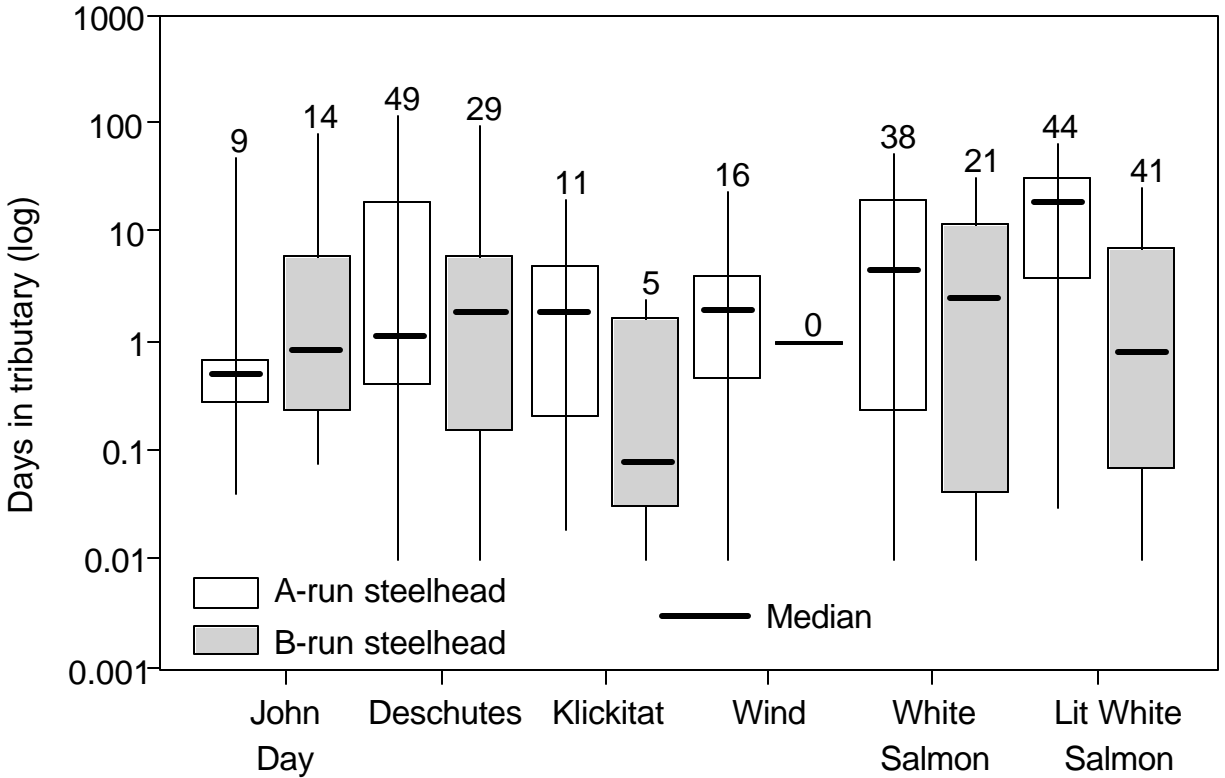 1000
100
10
1
0.1
0.01
0.001
Days in tributary (log)
9
14
49
29
11
5
16
0
38
21
44
41
A-run steelhead
B-run steelhead
Median
John
Day
Deschutes
Klickitat
Wind
White
Salmon
Lit White
Salmon